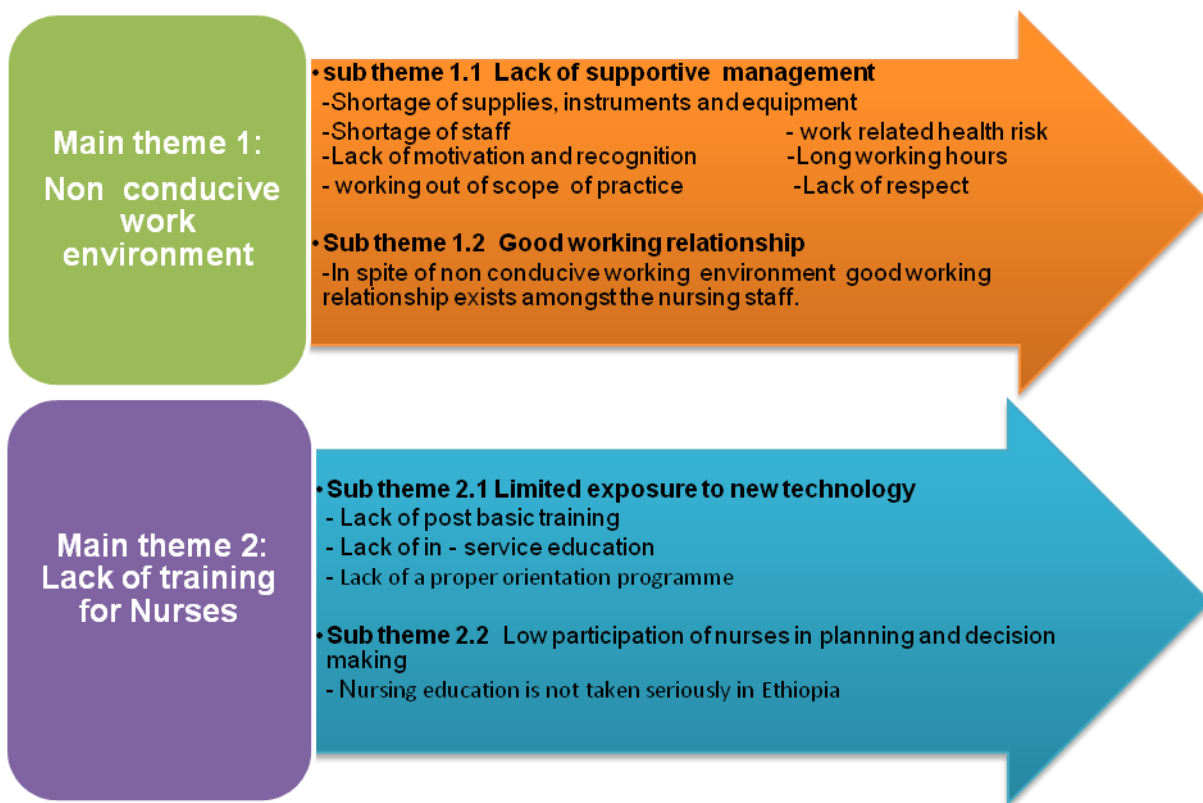 Main theme 1:
Non conducive
work
environment
•sub theme 1.1 Lack of supportive management
-Shortage of supplies, instruments and equipment
-Shortage of staff - work related health risk
-Lack of motivation and recognition -Long working hours
- working out of scope of practice -Lack of respect
•Sub theme 1.2 Good working relationship
-In spite of non conducive working environment good working
relationship exists amongst the nursing staff.
Main theme 2:
Lack of training
for Nurses
•Sub theme 2.1 Limited exposure to new technology
- Lack of post basic training
- Lack of in - service education
- Lack of a proper orientation programme
•Sub theme 2.2 Low participation of nurses in planning and decision
making
- Nursing education is not taken seriously in Ethiopia